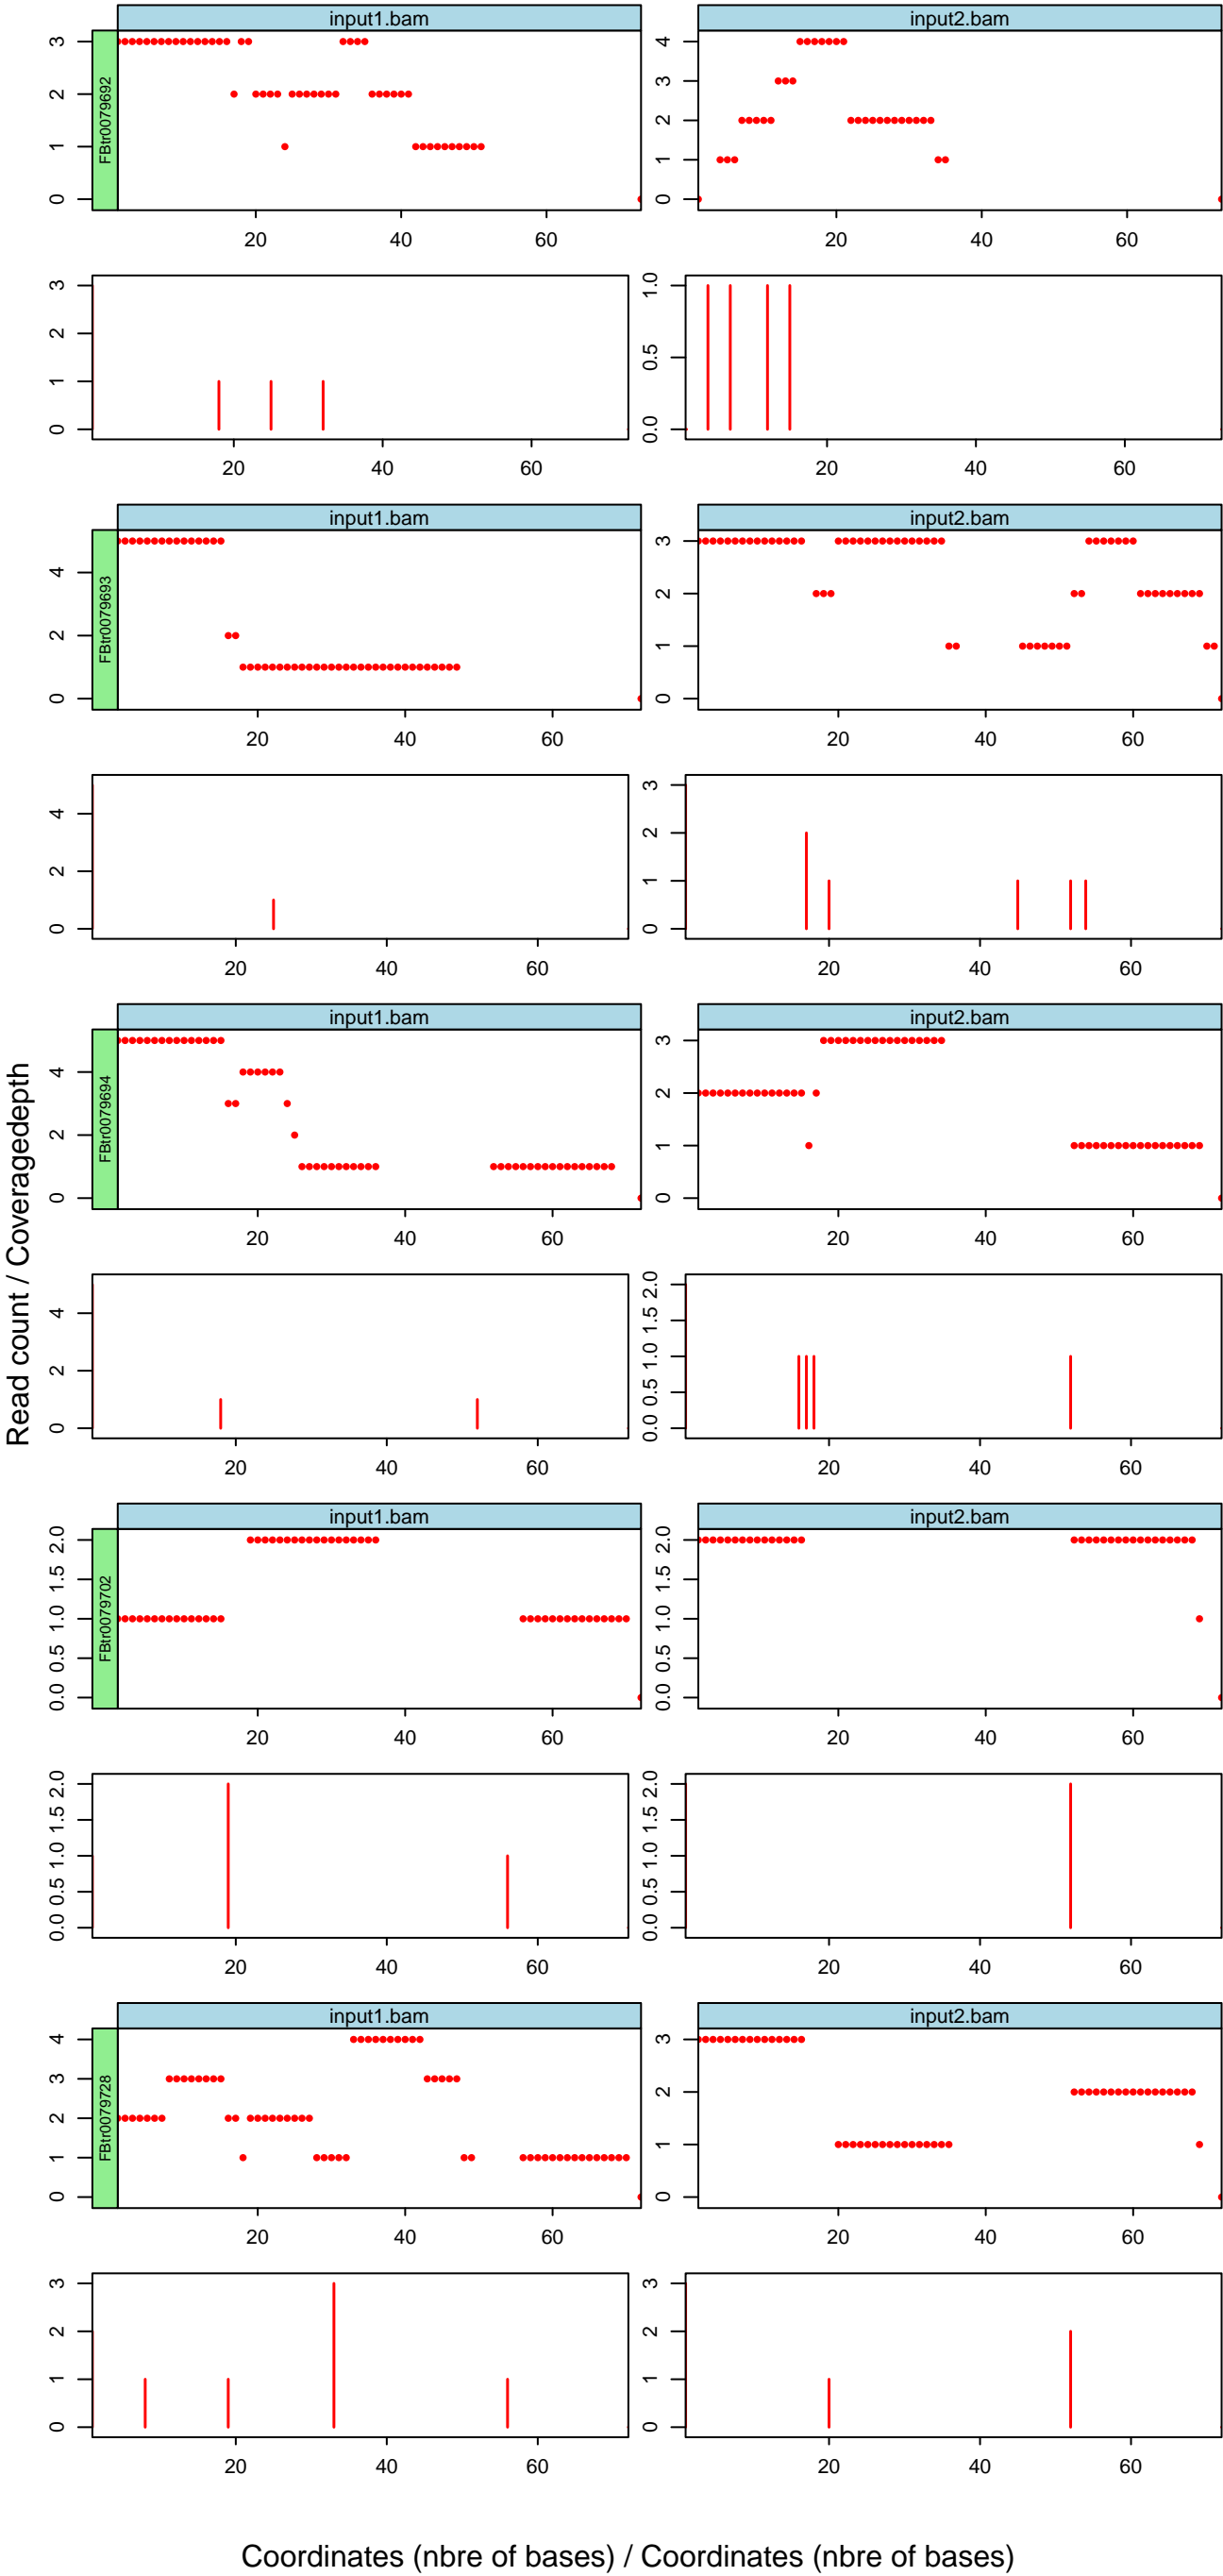 input1.bam input2.bam
FBtr0079692
3 2 1 0
4 3 2 1 0
20 40 60 20 40 60
3 2 1 0
1.0 0.5 0.0
20 40 60 20 40 60
input1.bam input2.bam
FBtr0079693
4 2 0
3 2 1 0
20 40 60 20 40 60
4 2 0
3 2 1 0
20 40 60 20 40 60
input1.bam input2.bam
FBtr0079694
4 2 0
3 2 1 0
20 40 60 20 40 60
Read count / Coveragedepth
4 2 0
2.0 1.5 1.0 0.5 0.0
20 40 60 20 40 60
input1.bam input2.bam
FBtr0079702
2.0 1.5 1.0 0.5 0.0
2.0 1.5 1.0 0.5 0.0
20 40 60 20 40 60
2.0 1.5 1.0 0.5 0.0
2.0 1.5 1.0 0.5 0.0
20 40 60 20 40 60
input1.bam input2.bam
FBtr0079728
4 3 2 1 0
3 2 1 0
20 40 60 20 40 60
3 2 1 0
3 2 1 0
20 40 60 20 40 60
Coordinates (nbre of bases) / Coordinates (nbre of bases)